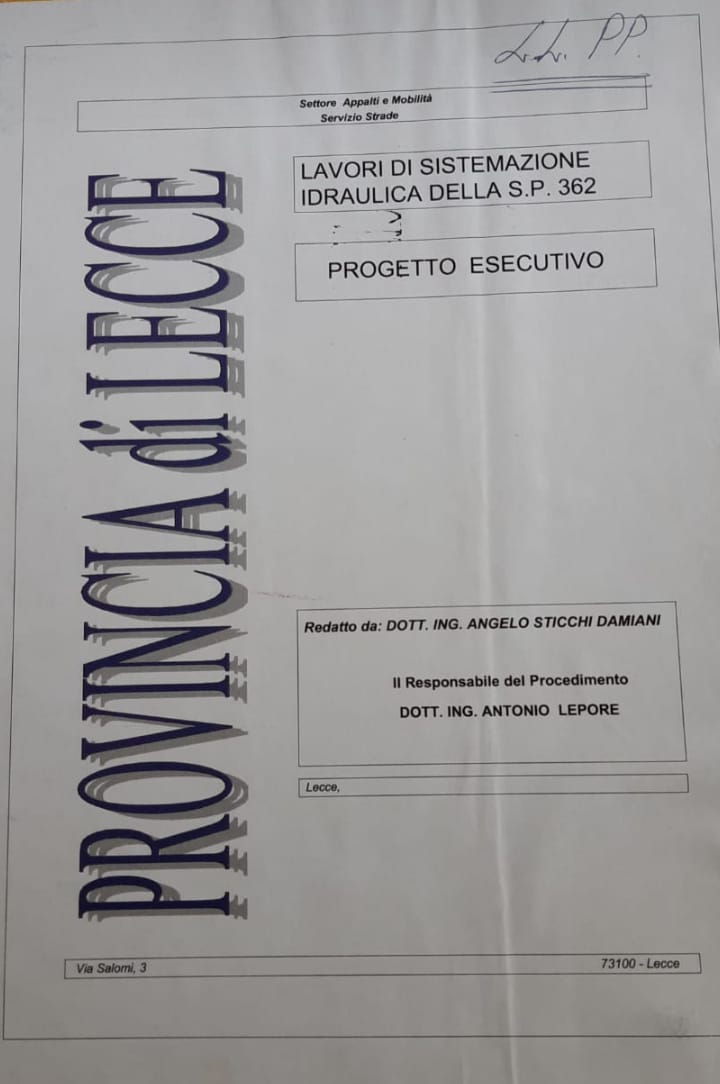 L.L. PP.
Settore Appalti e Mobilità
Servizio Strade
PROVINCIA di LECCE
LAVORI DI SISTEMAZIONE
IDRAULICA DELLA S.P. 362
PROGETTO ESECUTIVO
Redatto da: DOTT. ING. ANGELO STICCHI DAMIANI
Il Responsabile del Procedimento
DOTT. ING. ANTONIO LEPORE
Lecce,
Via Salomi, 3
73100 - Lecce